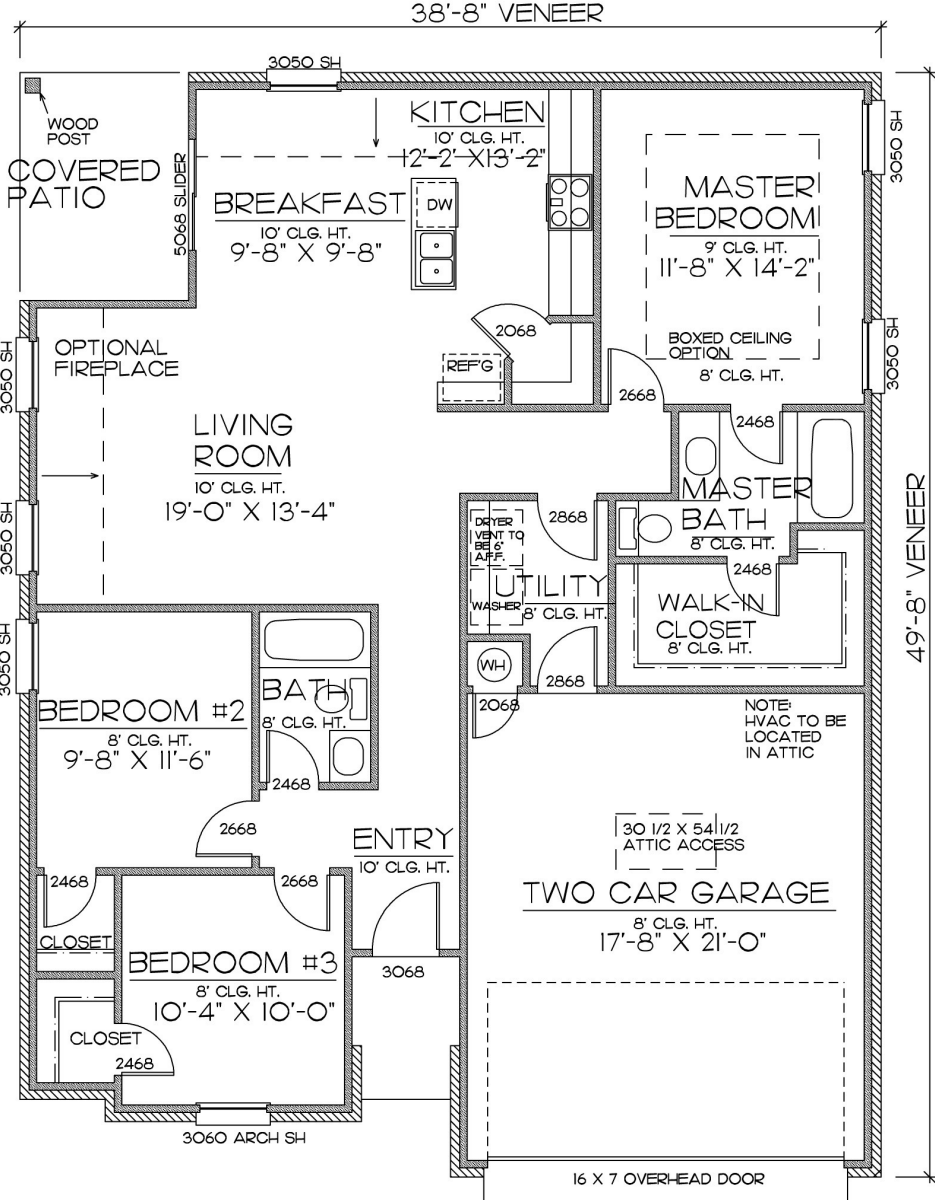 38'-8" VENEER
3050 SH
WOOD
POST
COVERED
PATIO
5068 SLIDER
KITCHEN
10' CLG. HT.
12'-2' X13'-2"
BREAKFAST
10' CLG. HT.
9'-8" X 9'-8"
DW
2068
REF'G
3050 SH
MASTER
BEDROOM
9' CLG. HT.
11'-8" X 14'-2"
BOXED CEILING
OPTION
8' CLG. HT.
3050 SH
2668
2468
OPTIONAL
FIREPLACE
3050 SH
LIVING
ROOM
10' CLG. HT.
19'-0" X 13'-4"
3050 SH
MASTER
BATH
8' CLG. HT.
2468
49'-8" VENEER
DRYER
VENT TO
BE 6"
A.F.F.
2868
UTILITY
8' CLG. HT.
WASHER
WALK-IN
CLOSET
8' CLG. HT.
WH
2868
2068
3050 SH
BEDROOM #2
8' CLG. HT.
9'-8" X 11'-6"
BATH
8' CLG. HT.
2468
2668
NOTE:
HVAC TO BE
LOCATED
IN ATTIC
ENTRY
10' CLG. HT.
30 1/2 X 54 1/2
ATTIC ACCESS
2468
2668
TWO CAR GARAGE
8' CLG. HT.
17'-8" X 21'-0"
CLOSET
BEDROOM #3
8' CLG. HT.
10'-4" X 10'-0"
3068
CLOSET
2468
3060 ARCH SH
16 X 7 OVERHEAD DOOR